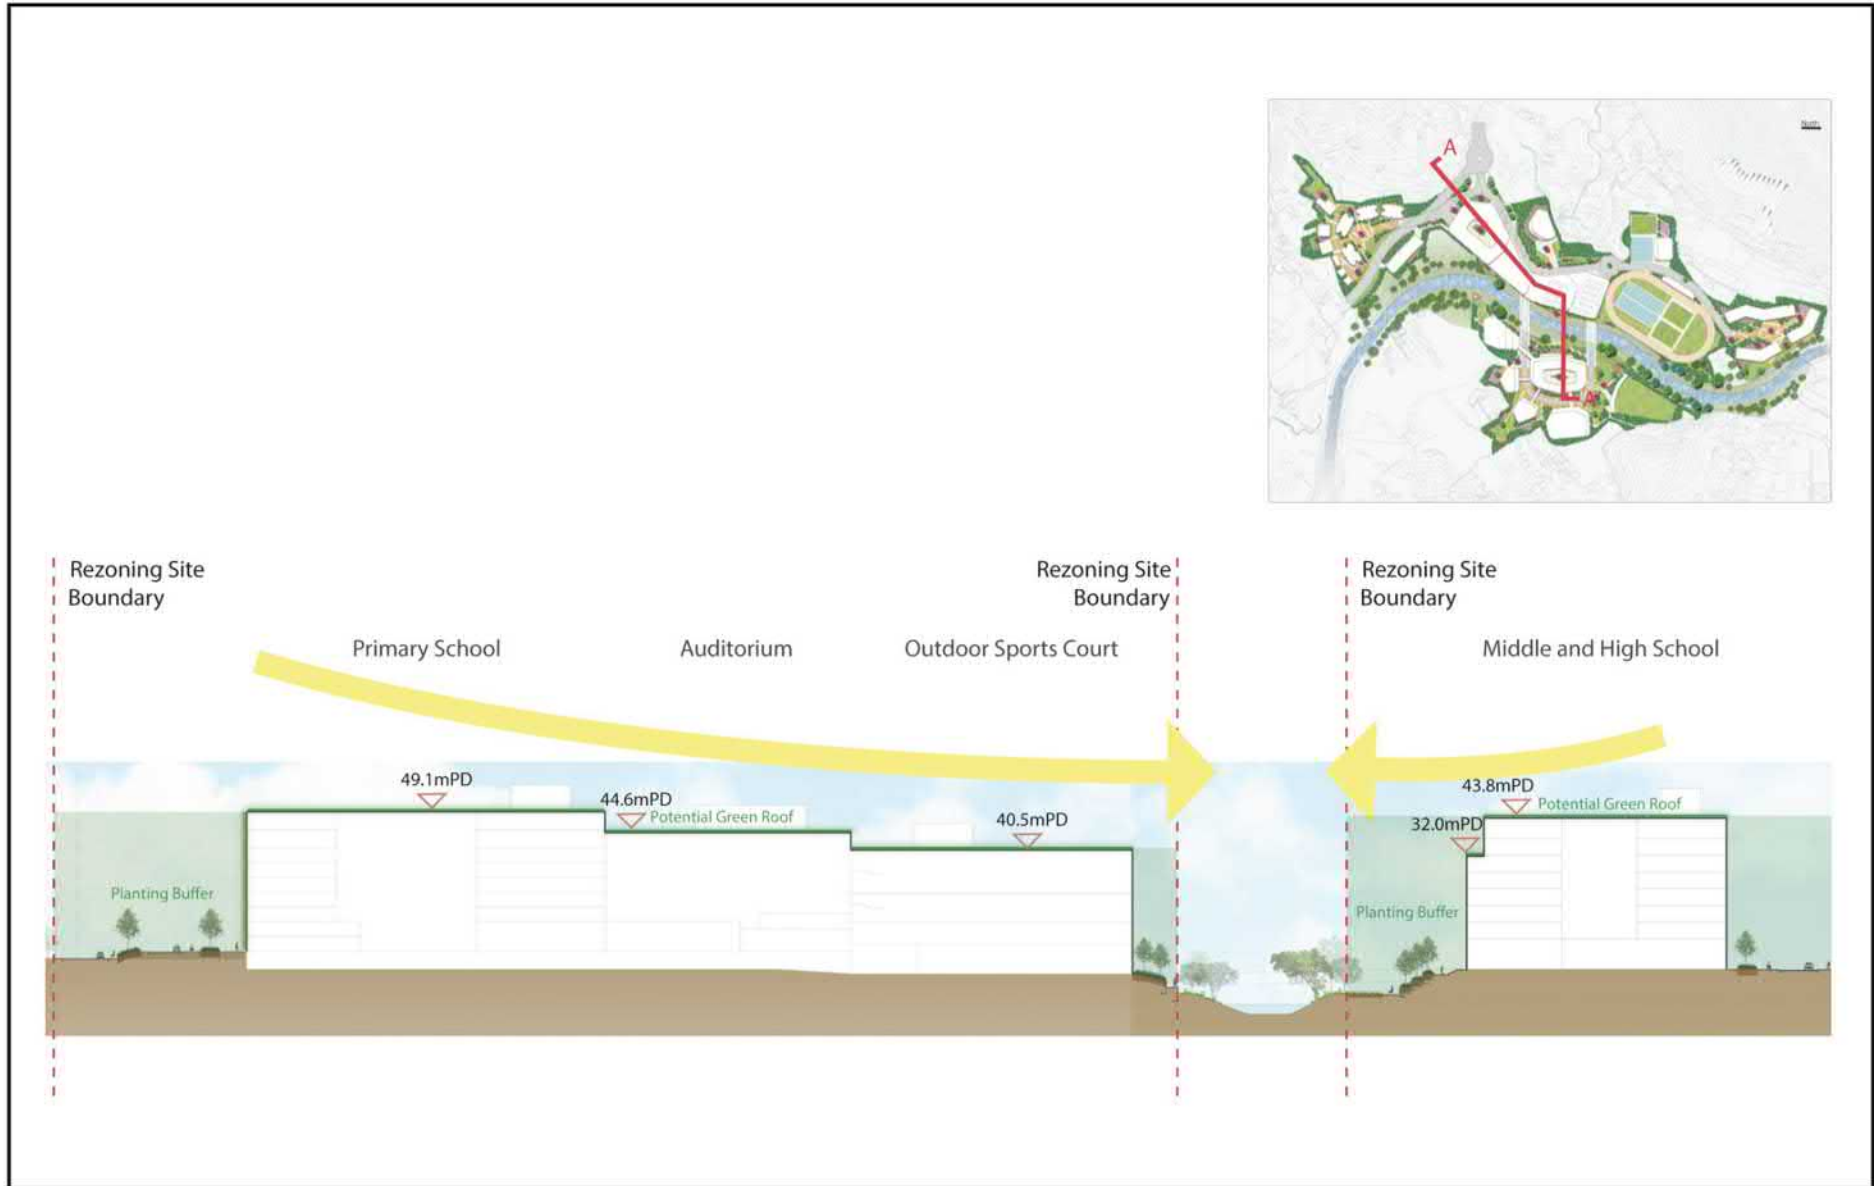 North
A
A
Rezoning Site
Boundary
Rezoning Site
Boundary
Rezoning Site
Boundary
Primary School
Auditorium
Outdoor Sports Court
Middle and High School
49.1mPD
44.6mPD
Potential Green Roof
40.5mPD
43.8mPD
Potential Green Roof
32.0mPD
Planting Buffer
Planting Buffer